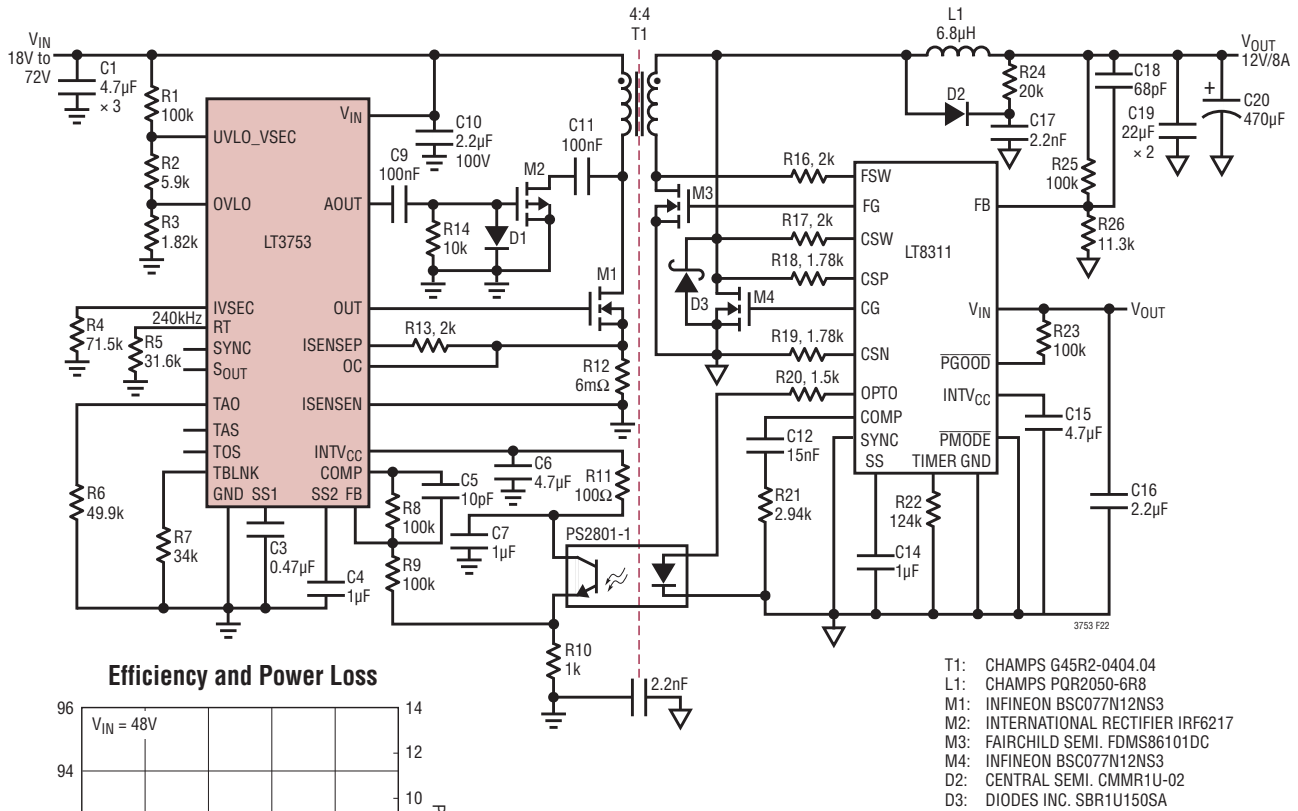 4:4
T1
L1
6.8µH
VIN
18V to
72V
C1
4.7µF
× 3
R1
100k
R2
5.9k
R3
1.82k
UVLO_VSEC
OVLO
LT3753
VIN
AOUT
C10
2.2µF
100V
C9
100nF
R14
10k
D1
M2
C11
100nF
M1
IVSEC
240kHz
RT
SYNC
SOUT
TAO
TAS
TOS
TBLNK
GND SS1
SS2 FB
OUT
ISENSEP
OC
ISENSEN
INTVCC
COMP
R4
71.5k
R5
31.6k
R6
49.9k
R7
34k
C3
0.47µF
C4
1µF
R13, 2k
R12
6mΩ
C6
4.7µF
R11
100Ω
C5
10pF
R8
100k
R9
100k
C7
1µF
R10
1k
PS2801-1
2.2nF
VOUT
12V/8A
D2
R24
20k
C17
2.2nF
C18
68pF
C19
22µF
× 2
+
C20
470µF
R25
100k
R26
11.3k
R16, 2k
M3
R17, 2k
R18, 1.78k
D3
M4
R19, 1.78k
R20, 1.5k
FSW
FG
CSW
CSP
CG
CSN
OPTO
COMP
SYNC
SS
LT8311
FB
VIN
PGOOD
INTVCC
PMODE
TIMER GND
VOUT
R23
100k
C15
4.7µF
C16
2.2µF
C12
15nF
R21
2.94k
R22
124k
C14
1µF
3753 F22
Efficiency and Power Loss
VIN = 48V
96
94
14
12
10
T1: CHAMPS G45R2-0404.04
L1: CHAMPS PQR2050-6R8
M1: INFINEON BSC077N12NS3
M2: INTERNATIONAL RECTIFIER IRF6217
M3: FAIRCHILD SEMI. FDMS86101DC
M4: INFINEON BSC077N12NS3
D2: CENTRAL SEMI. CMMR1U-02
D3: DIODES INC. SBR1U150SA